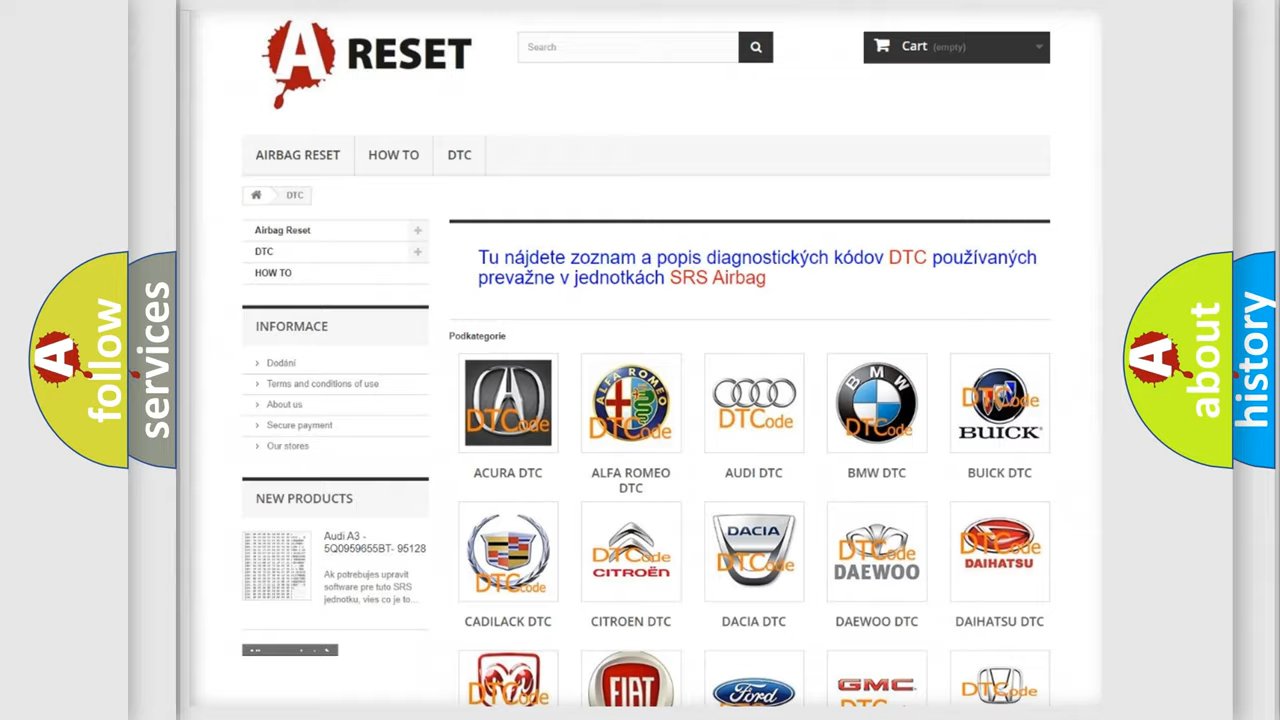 A RESET
Search
Cart (empty)
AIRBAG RESET
HOW TO
DTC
DTC
Airbag Reset
DTC
HOW TO
INFORMACE
Dodání
Terms and conditions of use
About us
Secure payment
Our stores
NEW PRODUCTS
Audi A3 -
5Q0959655BT- 95128
Ak potrebujes upravit
software pre tuto SRS
jednotku, vies co je to...
Tu nájdete zoznam a popis diagnostických kódov DTC používaných
prevažne v jednotkách SRS Airbag
Podkategorie
DTCode
ALFA ROMEO
DTCode
DTCode
BMW
DTCode
DTCode
BUICK
ACURA DTC
ALFA ROMEO
DTC
AUDI DTC
BMW DTC
BUICK DTC
DTCode
DTCode
CITROËN
DACIA
DTCode
DTCode
DAEWOO
DTCode
DAIHATSU
CADILACK DTC
CITROEN DTC
DACIA DTC
DAEWOO DTC
DAIHATSU DTC
DTCode
FIAT
Ford
GMC
DTCode
A follow
services
A about
history